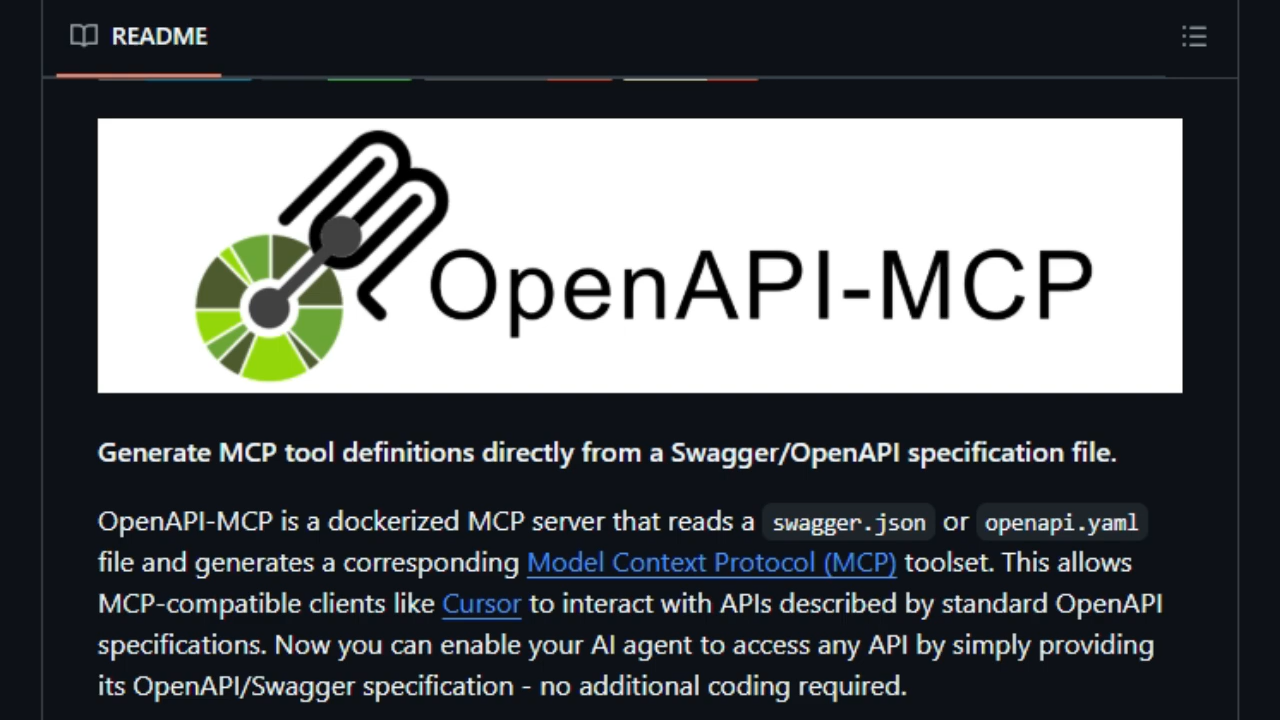 README
OpenAPI-MCP
Generate MCP tool definitions directly from a Swagger/OpenAPI specification file.
OpenAPI-MCP is a dockerized MCP server that reads a swagger.json or openapi.yaml
file and generates a corresponding Model Context Protocol (MCP) toolset. This allows
MCP-compatible clients like Cursor to interact with APIs described by standard OpenAPI
specifications. Now you can enable your AI agent to access any API by simply providing
its OpenAPI/Swagger specification - no additional coding required.